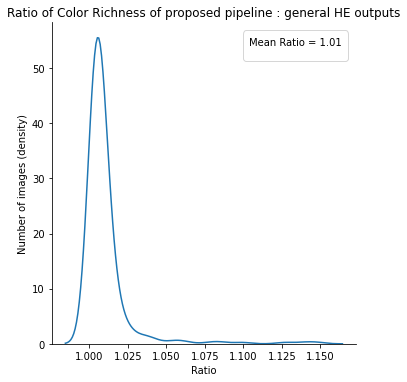 Ratio of Color Richness of proposed pipeline : general HE outputs
Mean Ratio = 1.01
50
40
30
20
10
0
Number of images (density)
1.000 1.025 1.050 1.075 1.100 1.125 1.150
Ratio